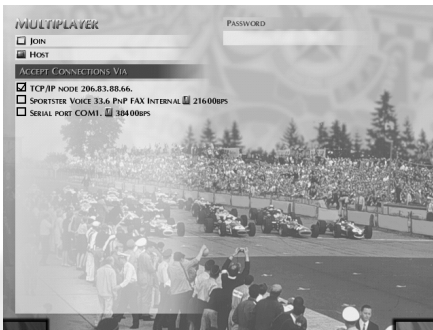 MULTIPLAYER
PASSWORD
JOIN
HOST
ACCEPT CONNECTIONS VIA
TCP/IP NODE 206.83.88.66.
SPORTSTER VOICE 33.6 PNP FAX INTERNAL 21600BPS
SERIAL PORT COM1. 38400BPS